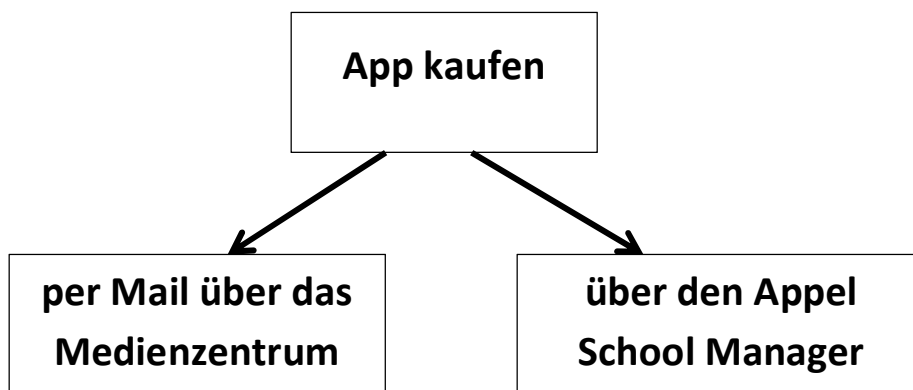 App kaufen
per Mail über das
Medienzentrum
über den Appel
School Manager